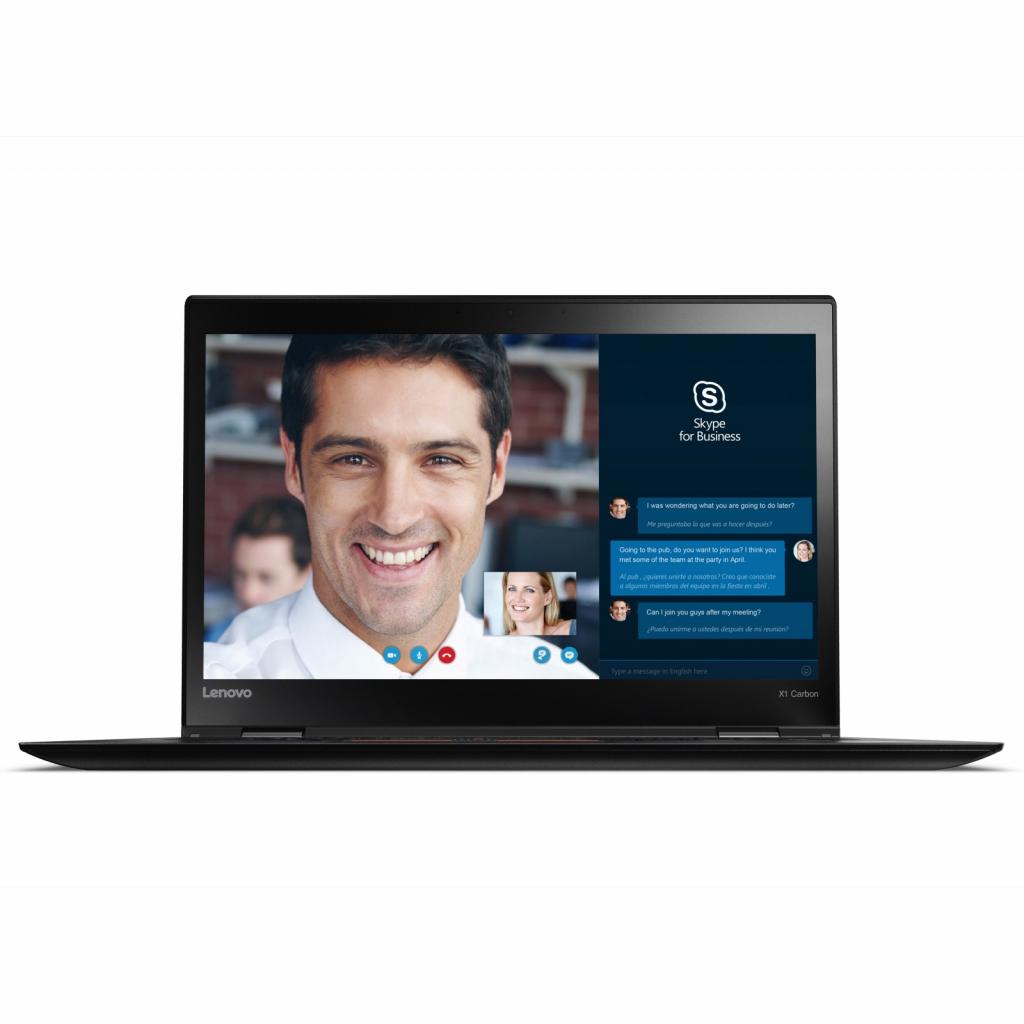 Skype
for Business
I was wondering what you are going to do later?
Me preguntaba lo que vas a hacer después?
Going to the pub, do you want to join us? I think you
met some of the team at the party in April.
Al pub , ¿quieres unirte a nosotros? Creo que conociste
a algunos miembros del equipo en la fiesta en abril .
Can I join you guys after my meeting?
¿Puedo unirme a ustedes después de mi reunión?
Type a message in English here
Lenovo
X1 Carbon